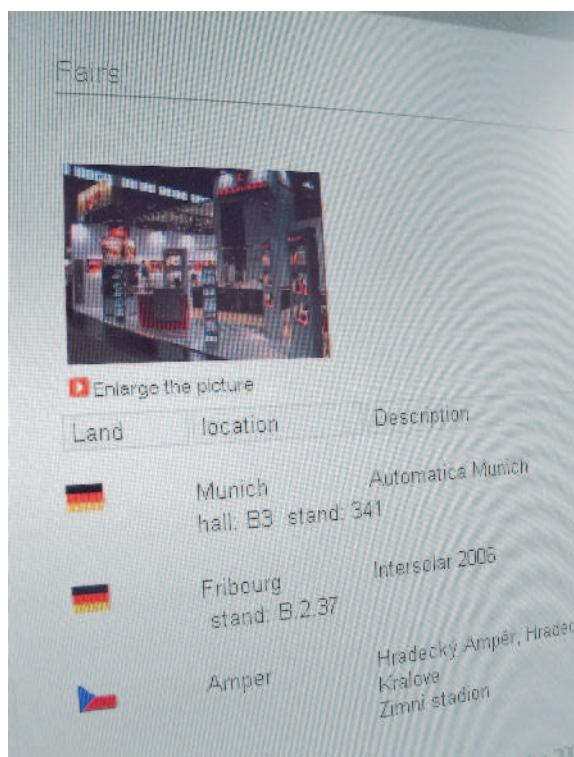 Fairs
Enlarge the picture
Land location Description
Munich Automatica Munich
hall: B3 stand: 341
Fribourg Intersolar 2006
stand: B.2.37
Amper Hradecký Ampér, Hradec
Kralove
Zimní stadion